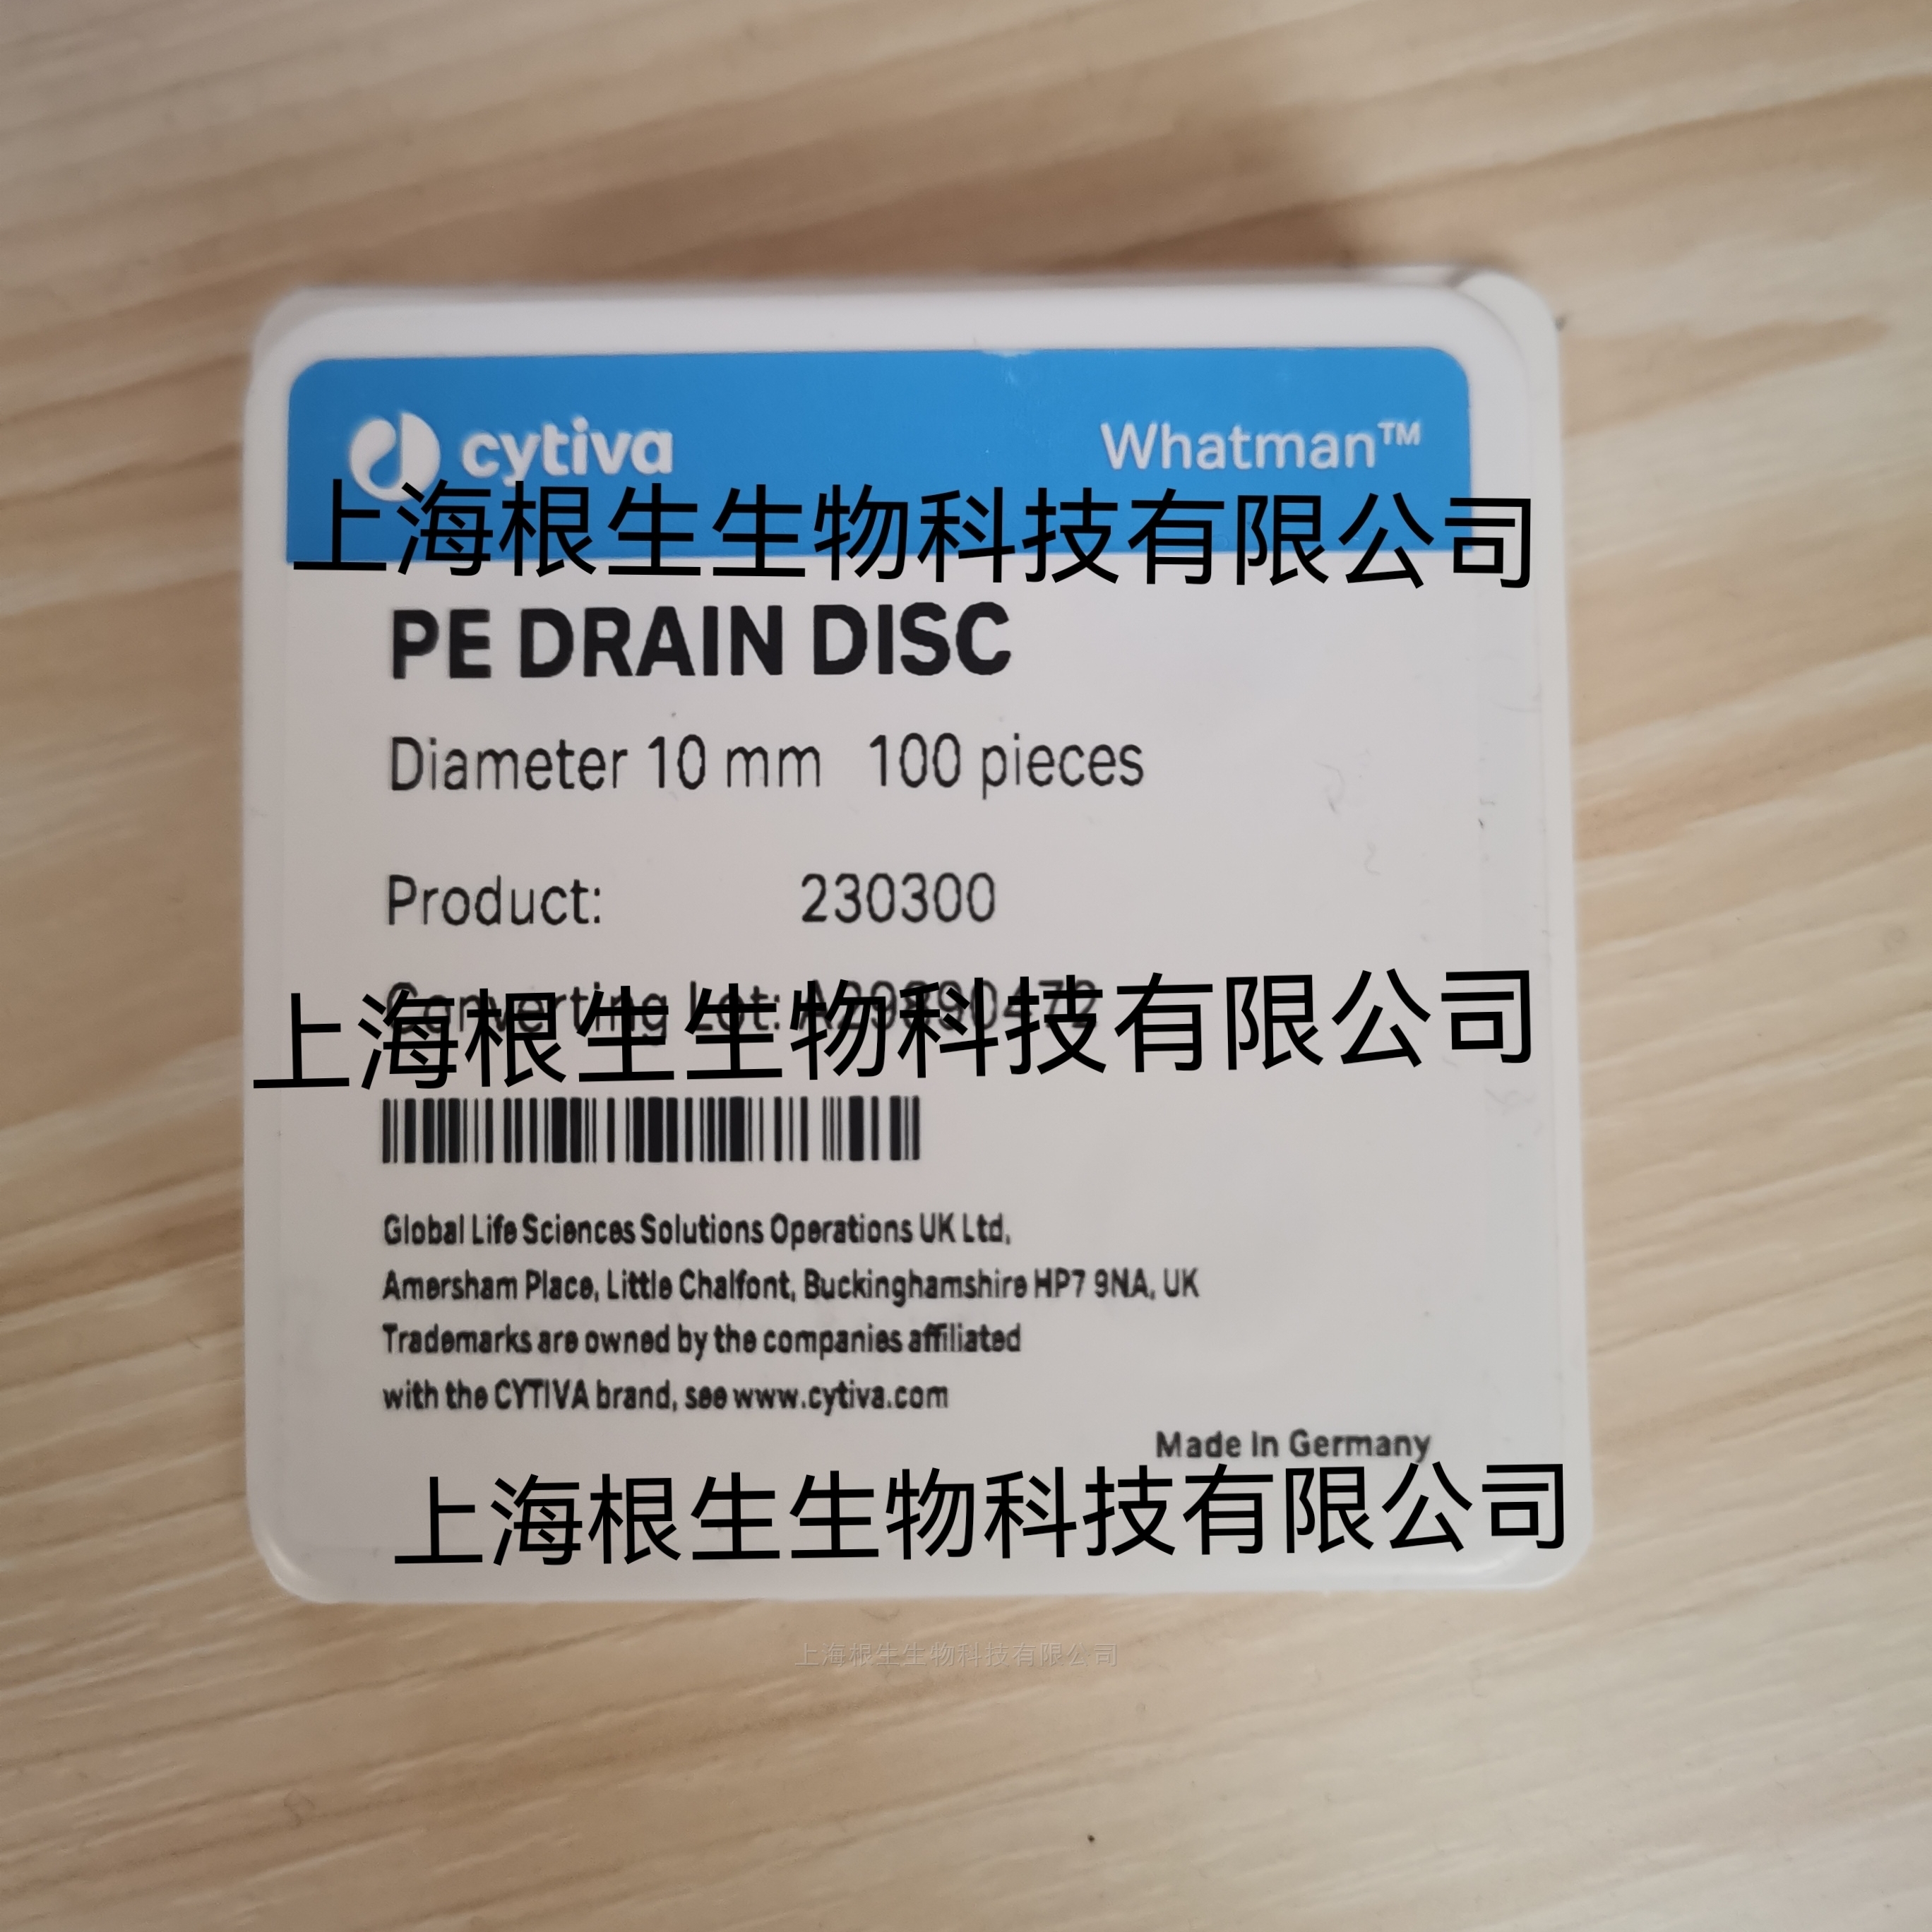 cytiva Whatman™
上海根生生物科技有限公司
PE DRAIN DISC
Diameter 10 mm 100 pieces
Product: 230300
Converting Lot:
上海根生生物科技有限公司
Global Life Sciences Solutions Operations UK Ltd,
Amersham Place, Little Chalfont, Buckinghamshire HP7 9NA, UK
Trademarks are owned by the companies affiliated
with the CYTIVA brand, see www.cytiva.com
Made In Germany
上海根生生物科技有限公司
上海根生生物科技有限公司